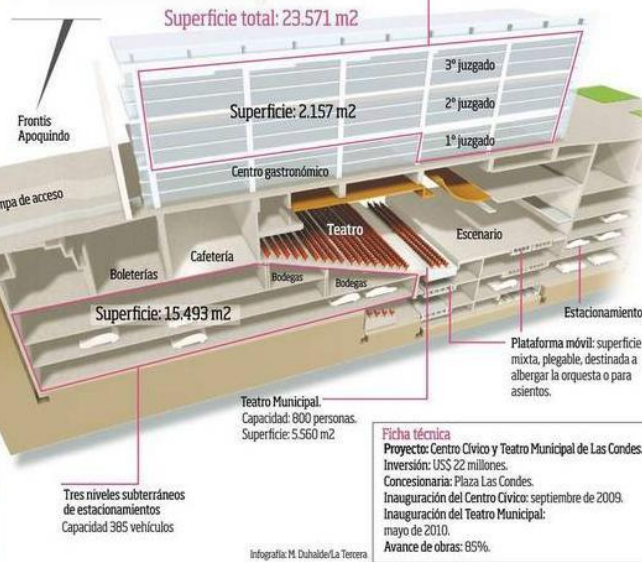 Superficie total: 23.571 m2
Frontis
Apoquindo
3° juzgado
Superficie: 2.157 m2
2° juzgado
1° juzgado
Centro gastronómico
de acceso
Teatro
Escenario
Cafetería
Boleterías
Bodegas
Bodegas
Superficie: 15.493 m2
Estacionamiento
Plataforma móvil: superficie
mixta, plegable, destinada a
albergar la orquesta o para
asientos.
Teatro Municipal.
Capacidad: 800 personas.
Superficie: 5.560 m2
Tres niveles subterráneos
de estacionamientos
Capacidad 385 vehículos
Ficha técnica
Proyecto: Centro Cívico y Teatro Municipal de Las Condes.
Inversión: US$ 22 millones.
Concesionaria: Plaza Las Condes.
Inauguración del Centro Cívico: septiembre de 2009.
Inauguración del Teatro Municipal:
mayo de 2010.
Avance de obras: 85%.
Infografía: M. Duhalde/La Tercera